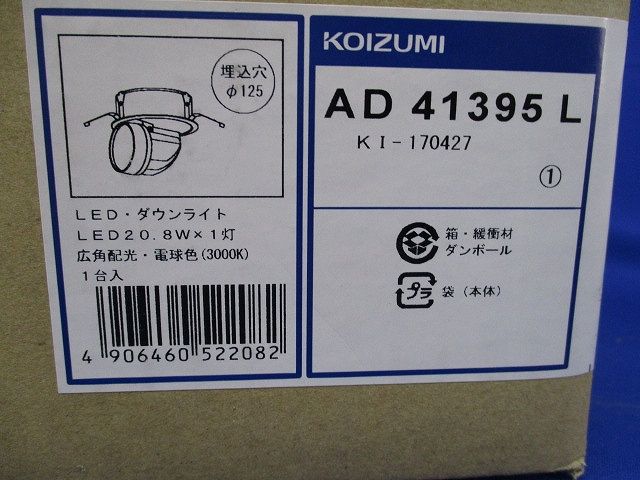 埋込穴
φ125
LED・ダウンライト
LED20.8W×1灯
広角配光・電球色(3000K)
1台入
4 906460 522082
KOIZUMI
AD 41395 L
KI-170427
①
箱・緩衝材
ダンボール
プラ
袋（本体）